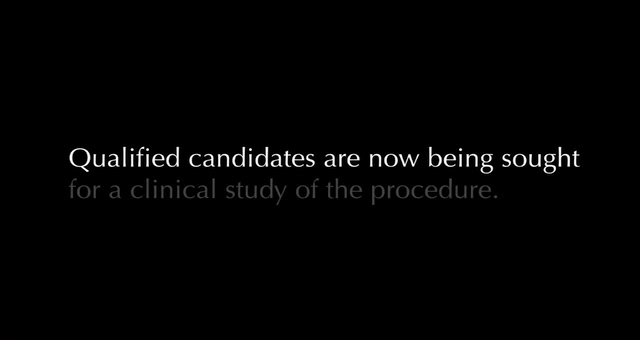 Qualified candidates are now being sought
for a clinical study of the procedure.